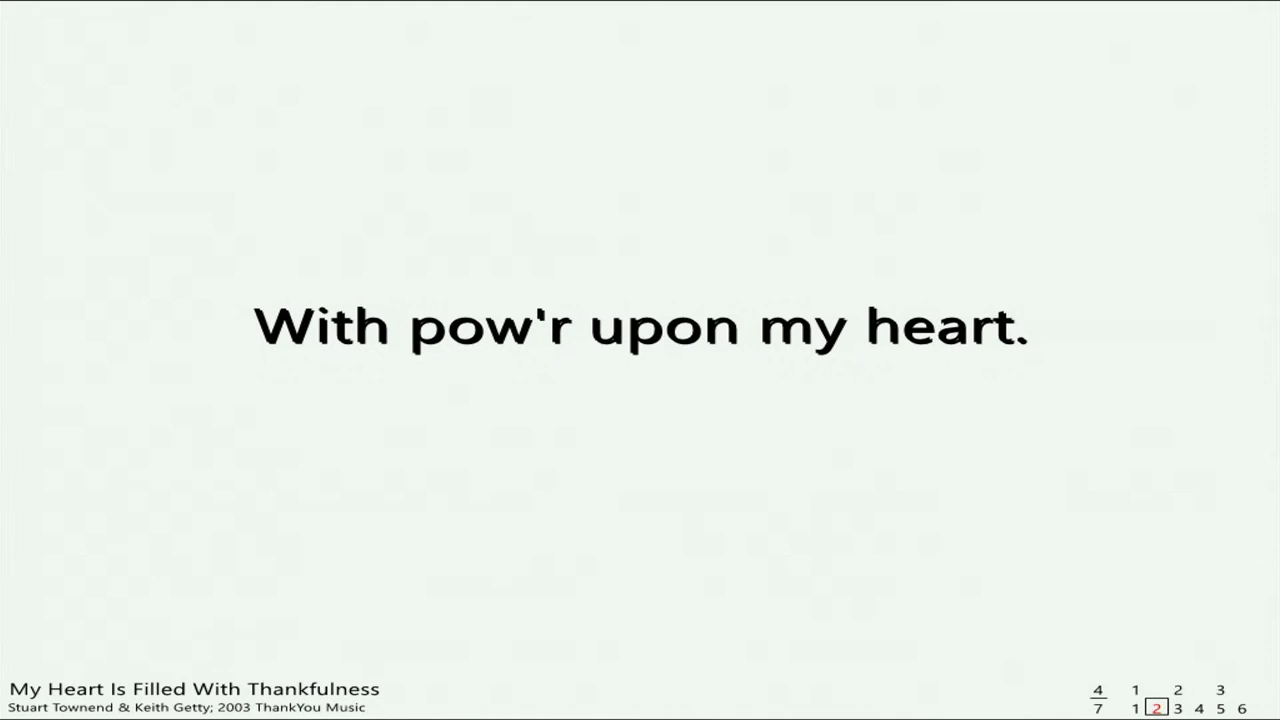 With pow'r upon my heart.
My Heart Is Filled With Thankfulness
Stuart Townend & Keith Getty; 2003 ThankYou Music
4 1 2 3
7 1 2 3 4 5 6